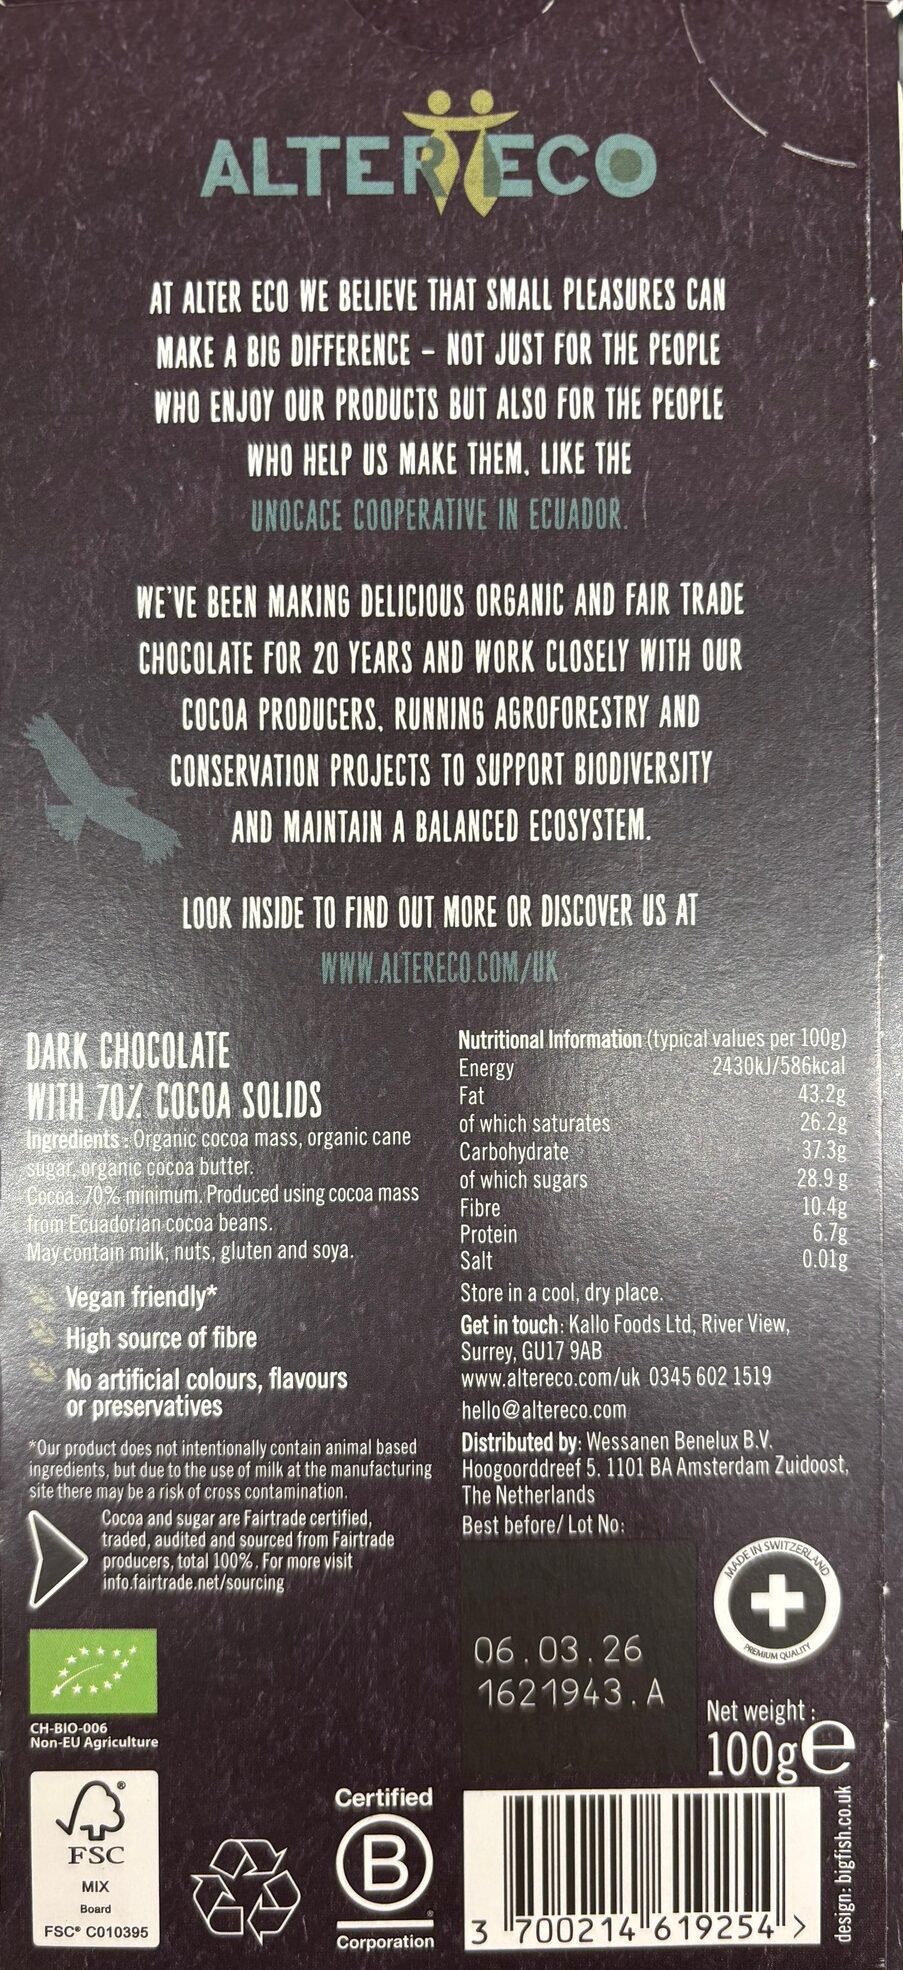 ALTER ECO
AT ALTER ECO WE BELIEVE THAT SMALL PLEASURES CAN
MAKE A BIG DIFFERENCE – NOT JUST FOR THE PEOPLE
WHO ENJOY OUR PRODUCTS BUT ALSO FOR THE PEOPLE
WHO HELP US MAKE THEM, LIKE THE
UNOCACE COOPERATIVE IN ECUADOR.
WE'VE BEEN MAKING DELICIOUS ORGANIC AND FAIR TRADE
CHOCOLATE FOR 20 YEARS AND WORK CLOSELY WITH OUR
COCOA PRODUCERS, RUNNING AGROFORESTRY AND
CONSERVATION PROJECTS TO SUPPORT BIODIVERSITY
AND MAINTAIN A BALANCED ECOSYSTEM.
LOOK INSIDE TO FIND OUT MORE OR DISCOVER US AT
WWW.ALTERECO.COM/UK
DARK CHOCOLATE
WITH 70% COCOA SOLIDS
Ingredients : Organic cocoa mass, organic cane
sugar, organic cocoa butter.
Cocoa: 70% minimum. Produced using cocoa mass
from Ecuadorian cocoa beans.
May contain milk, nuts, gluten and soya.
Vegan friendly*
High source of fibre
No artificial colours, flavours
or preservatives
*Our product does not intentionally contain animal based
ingredients, but due to the use of milk at the manufacturing
site there may be a risk of cross contamination.
Cocoa and sugar are Fairtrade certified,
traded, audited and sourced from Fairtrade
producers, total 100%. For more visit
info.fairtrade.net/sourcing
CH-BIO-006
Non-EU Agriculture
FSC®
MIX
Board
FSC® C010395
Certified
B
®
Corporation
Nutritional Information (typical values per 100g)
Energy 2430kJ/586kcal
Fat 43.2g
of which saturates 26.2g
Carbohydrate 37.3g
of which sugars 28.9 g
Fibre 10.4g
Protein 6.7g
Salt 0.01g
Store in a cool, dry place.
Get in touch: Kallo Foods Ltd, River View,
Surrey, GU17 9AB
www.altereco.com/uk 0345 602 1519
hello@altereco.com
Distributed by: Wessanen Benelux B.V.
Hoogoorddreef 5. 1101 BA Amsterdam Zuidoost,
The Netherlands
Best before/ Lot No:
06.03.26
1621943.A
MADE IN SWITZERLAND
PREMIUM QUALITY
Net weight :
100g e
3 700214 619254 >
design: bigfish.co.uk